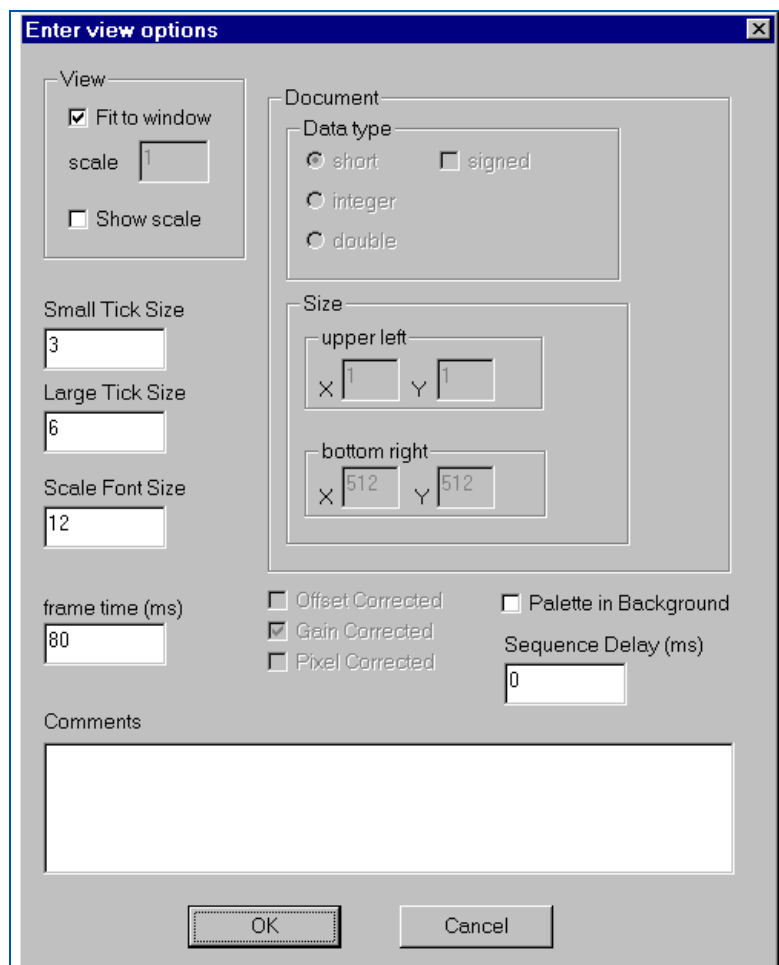 Enter view options
View
Fit to window
scale 1
Show scale
Document
Data type
short signed
integer
double
Small Tick Size
3
Large Tick Size
6
Scale Font Size
12
Size
upper left
X 1 Y 1
bottom right
X 512 Y 512
frame time (ms)
80
Offset Corrected
Gain Corrected
Pixel Corrected
Palette in Background
Sequence Delay (ms)
0
Comments
OK Cancel